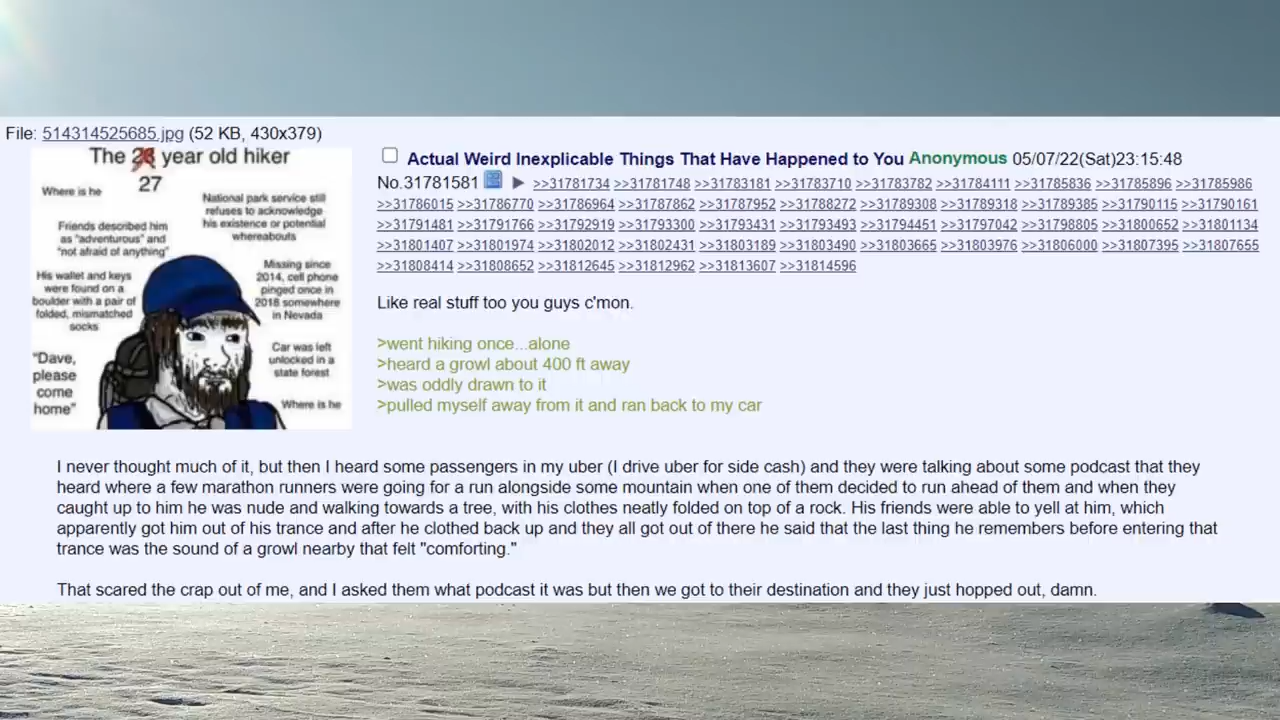 File: 514314525685.jpg (52 KB, 430x379)
The 28 year old hiker
27
Where is he
National park service still
refuses to acknowledge
his existence or potential
whereabouts
Friends described him
as "adventurous" and
"not afraid of anything"
His wallet and keys
were found on a
boulder with a pair of
folded, mismatched
socks
Missing since
2014, cell phone
pinged once in
2018 somewhere
in Nevada
"Dave,
please
come
home"
Car was left
unlocked in a
state forest
Where is he
Actual Weird Inexplicable Things That Have Happened to You Anonymous 05/07/22(Sat)23:15:48
No.31781581 >>31781734 >>31781748 >>31783181 >>31783710 >>31783782 >>31784111 >>31785836 >>31785896 >>31785986
>>31786015 >>31786770 >>31786964 >>31787862 >>31787952 >>31788272 >>31789308 >>31789318 >>31789385 >>31790115 >>31790161
>>31791481 >>31791766 >>31792919 >>31793300 >>31793431 >>31793493 >>31794451 >>31797042 >>31798805 >>31800652 >>31801134
>>31801407 >>31801974 >>31802012 >>31802431 >>31803189 >>31803490 >>31803665 >>31803976 >>31806000 >>31807395 >>31807655
>>31808414 >>31808652 >>31812645 >>31812962 >>31813607 >>31814596
Like real stuff too you guys c'mon.
>went hiking once...alone
>heard a growl about 400 ft away
>was oddly drawn to it
>pulled myself away from it and ran back to my car
I never thought much of it, but then I heard some passengers in my uber (I drive uber for side cash) and they were talking about some podcast that they
heard where a few marathon runners were going for a run alongside some mountain when one of them decided to run ahead of them and when they
caught up to him he was nude and walking towards a tree, with his clothes neatly folded on top of a rock. His friends were able to yell at him, which
apparently got him out of his trance and after he clothed back up and they all got out of there he said that the last thing he remembers before entering that
trance was the sound of a growl nearby that felt "comforting."
That scared the crap out of me, and I asked them what podcast it was but then we got to their destination and they just hopped out, damn.